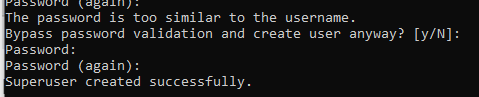 Password (again):
The password is too similar to the username.
Bypass password validation and create user anyway? [y/N]:
Password:
Password (again):
Superuser created successfully.